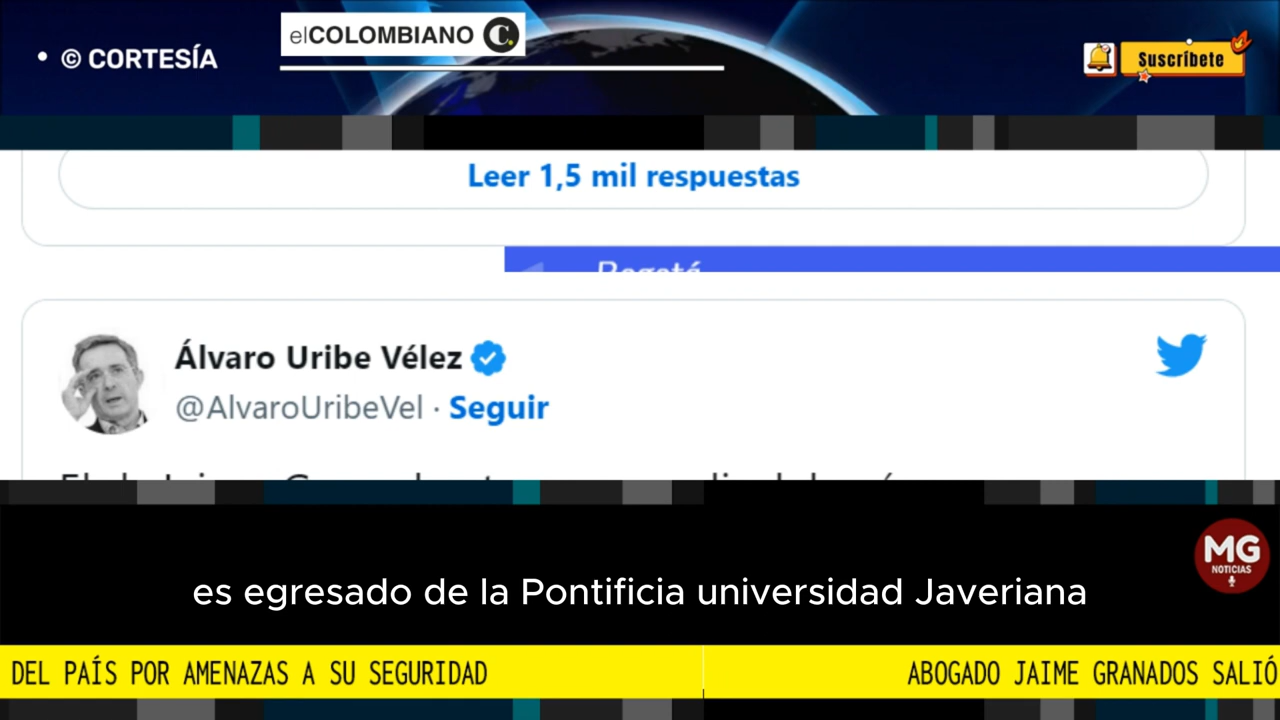 elCOLOMBIANO C
• © CORTESÍA
Suscríbete
Leer 1,5 mil respuestas
Bogotá
Álvaro Uribe Vélez
@AlvaroUribeVel · Seguir
MG
NOTICIAS
es egresado de la Pontificia universidad Javeriana
DEL PAÍS POR AMENAZAS A SU SEGURIDAD
ABOGADO JAIME GRANADOS SALIÓ